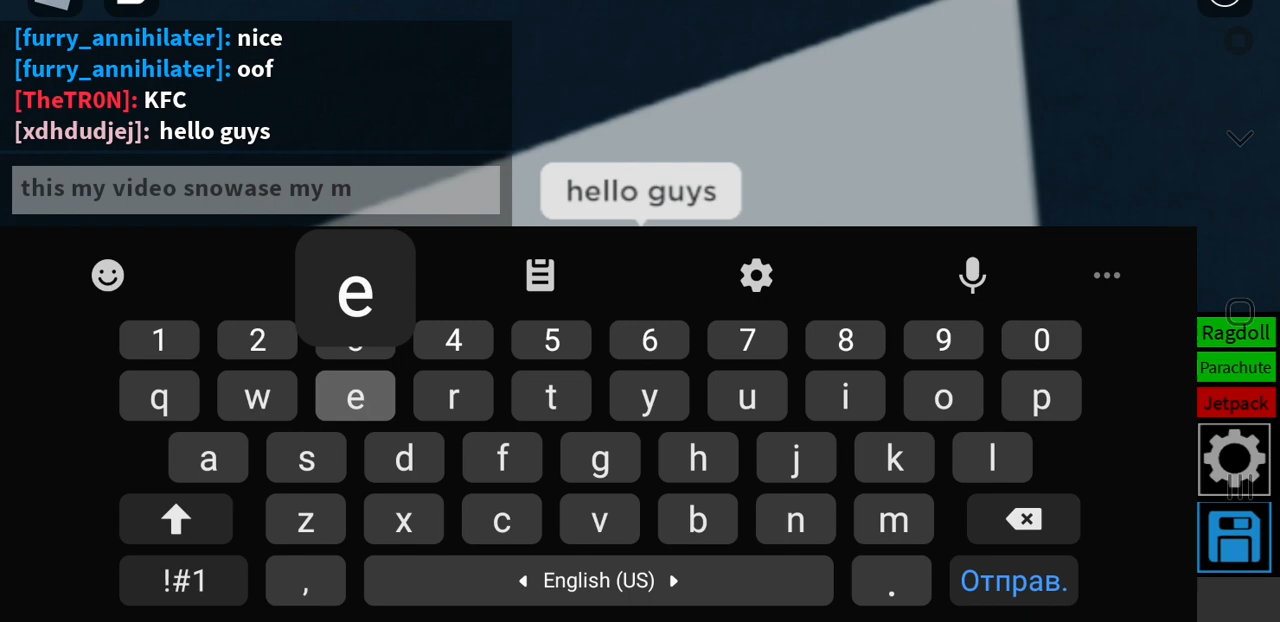 [furry_annihilater]: nice
[furry_annihilater]: oof
[TheTR0N]: KFC
[xdhdudjej]: hello guys
this my video snowase my m
hello guys
e
1 2 4 5 6 7 8 9 0
q w e r t y u i o p
a s d f g h j k l
z x c v b n m
!#1 , English (US) . Отправ.
Ragdoll
Parachute
Jetpack